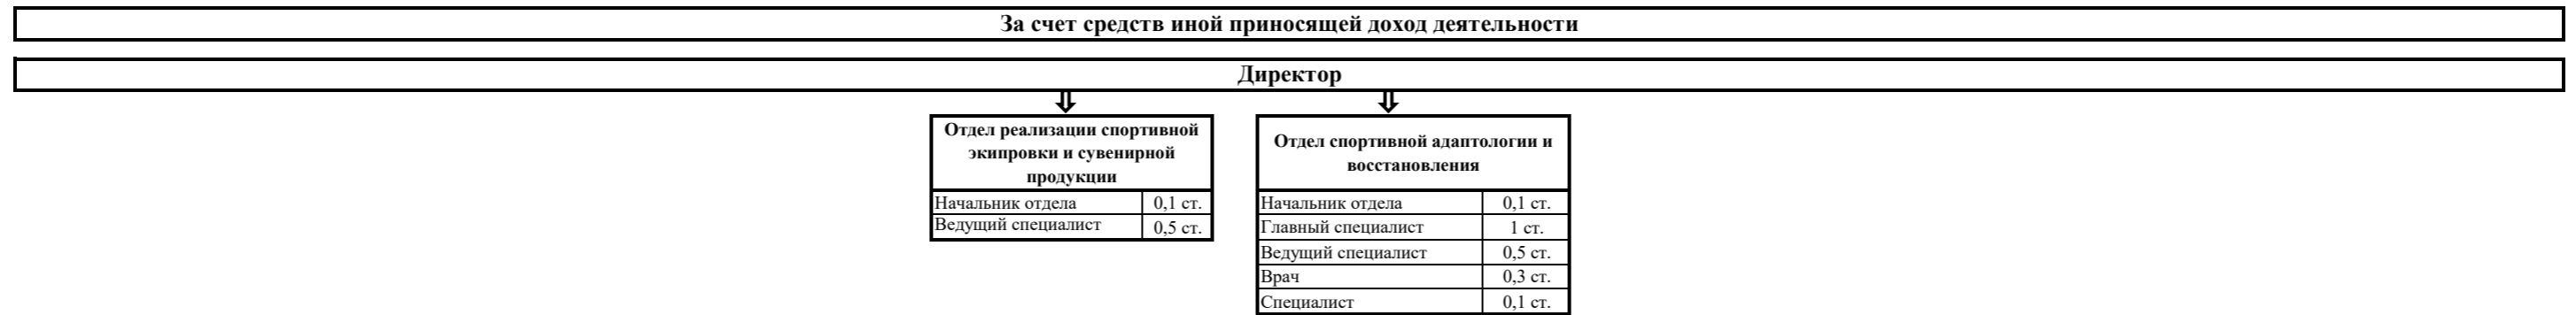 За счет средств иной приносящей доход деятельности
Директор
Отдел реализации спортивной
экипровки и сувенирной
продукции
Начальник отдела 0,1 ст.
Ведущий специалист 0,5 ст.
Отдел спортивной адаптологии и
восстановления
Начальник отдела 0,1 ст.
Главный специалист 1 ст.
Ведущий специалист 0,5 ст.
Врач 0,3 ст.
Специалист 0,1 ст.